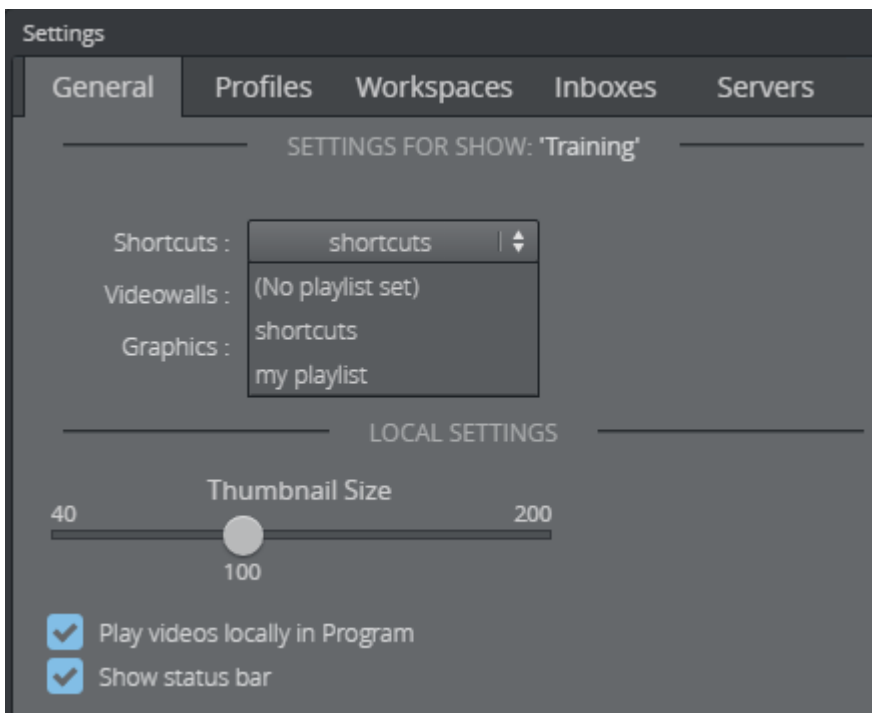 Settings
General Profiles Workspaces Inboxes Servers
SETTINGS FOR SHOW: 'Training'
Shortcuts : shortcuts
Videowalls : (No playlist set)
shortcuts
Graphics :
my playlist
LOCAL SETTINGS
Thumbnail Size
40 200
100
Play videos locally in Program
Show status bar